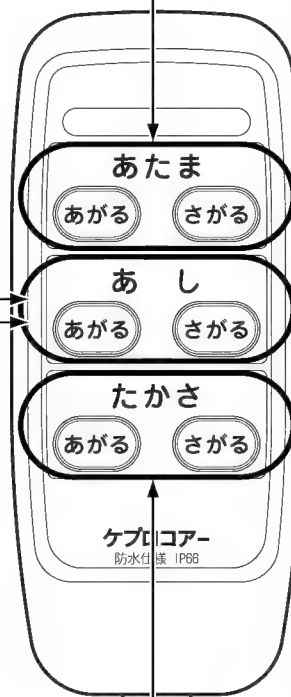 あたま
あがる さがる
あし
あがる さがる
たかさ
あがる さがる
ケプロコアー
防水仕様 IP66